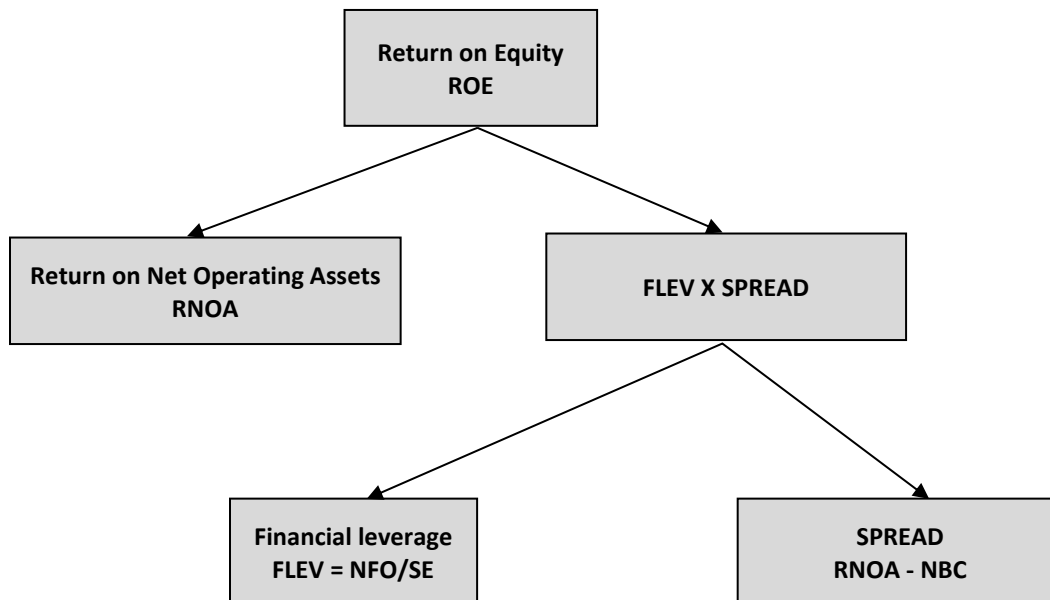 Return on Equity
ROE
Return on Net Operating Assets
RNOA
FLEV X SPREAD
Financial leverage
FLEV = NFO/SE
SPREAD
RNOA - NBC